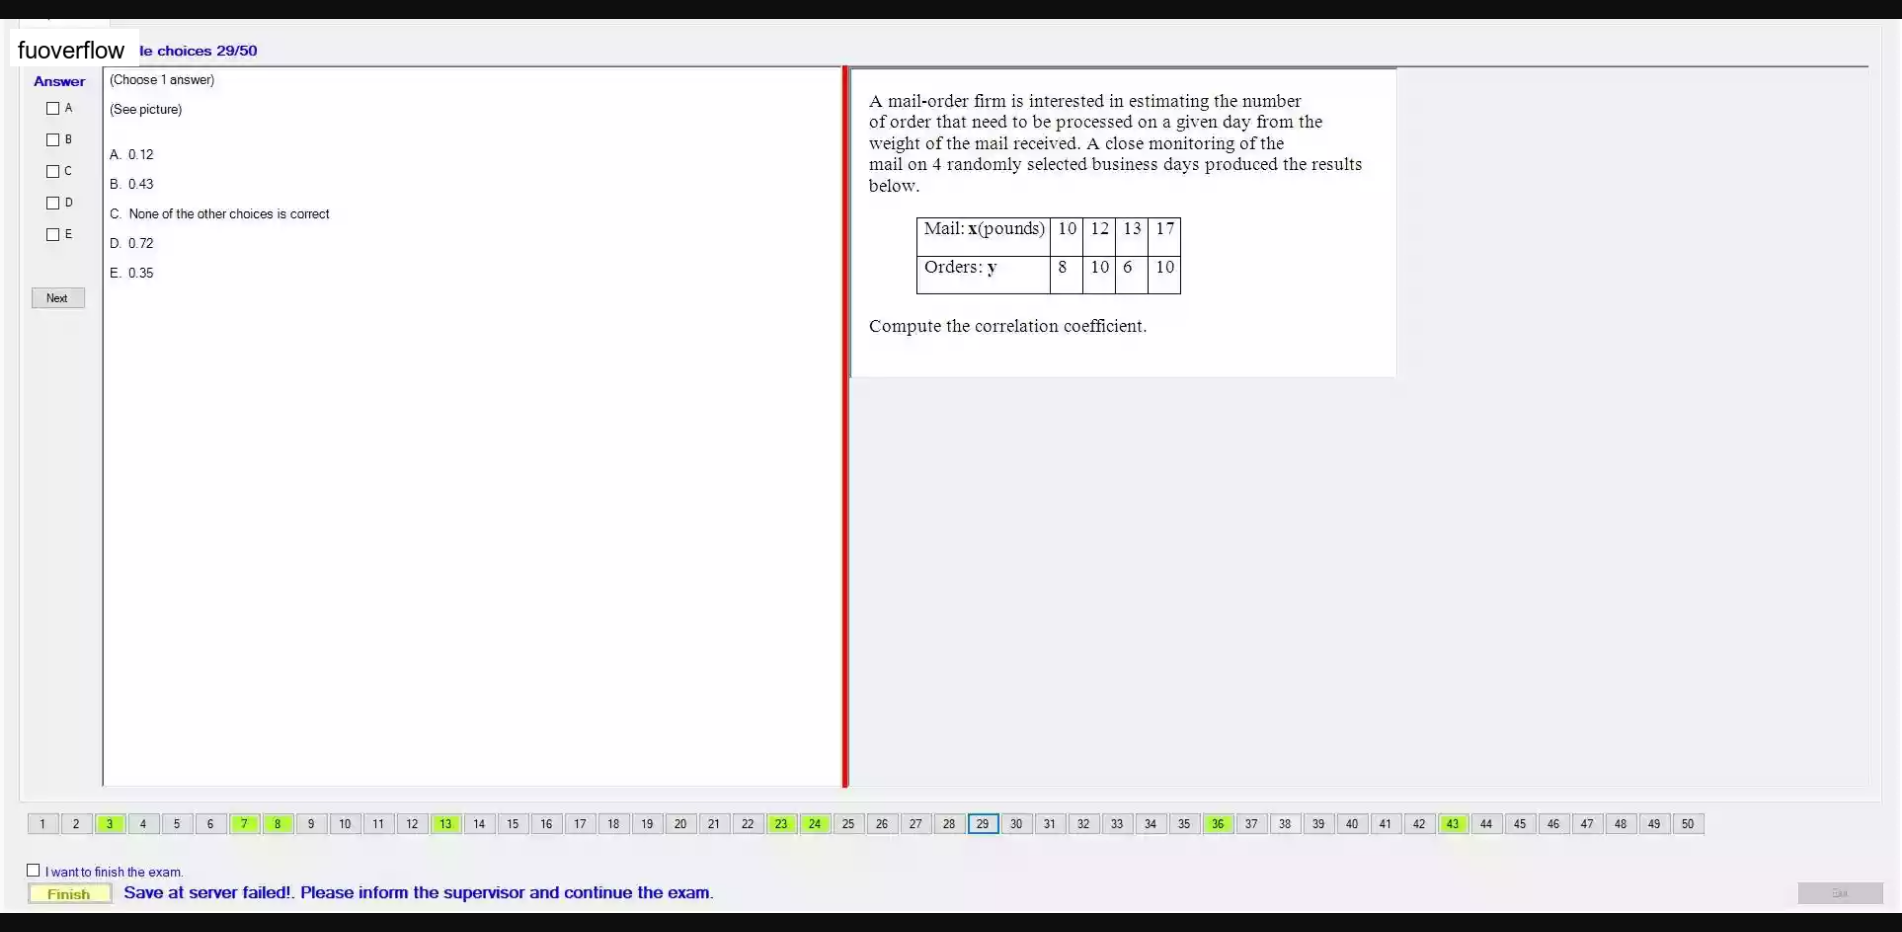 fuoverflow le choices 29/50
Answer
A
B
C
D
E
Next
(Choose 1 answer)
(See picture)
A. 0.12
B. 0.43
C. None of the other choices is correct
D. 0.72
E. 0.35
A mail-order firm is interested in estimating the number
of order that need to be processed on a given day from the
weight of the mail received. A close monitoring of the
mail on 4 randomly selected business days produced the results
below.
Mail: x(pounds) 10 12 13 17
Orders: y 8 10 6 10
Compute the correlation coefficient.
1 2 3 4 5 6 7 8 9 10 11 12 13 14 15 16 17 18 19 20 21 22 23 24 25 26 27 28 29 30 31 32 33 34 35 36 37 38 39 40 41 42 43 44 45 46 47 48 49 50
I want to finish the exam.
Finish Save at server failed!. Please inform the supervisor and continue the exam.